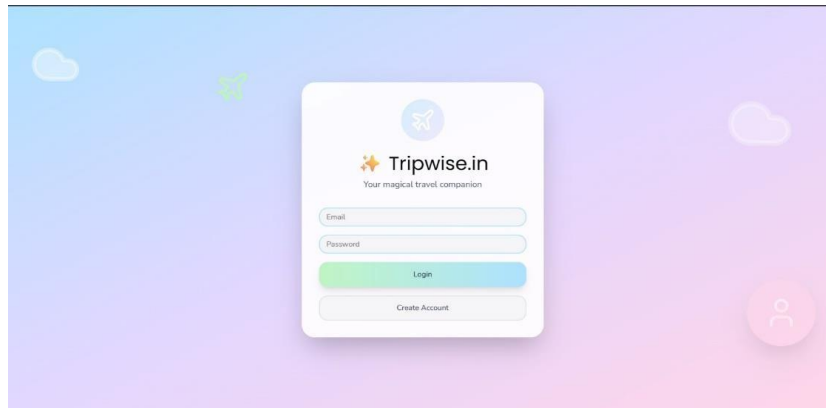 ✨ Tripwise.in
Your magical travel companion
Email
Password
Login
Create Account